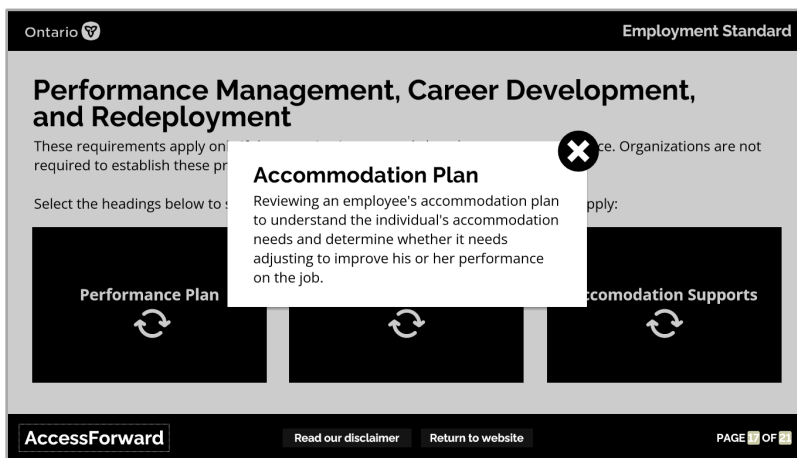 Ontario
Employment Standard
Performance Management, Career Development,
and Redeployment
These requirements apply only ce. Organizations are not
required to establish these pr
Select the headings below to s pply:
Accommodation Plan
Reviewing an employee's accommodation plan
to understand the individual's accommodation
needs and determine whether it needs
adjusting to improve his or her performance
on the job.
Performance Plan
ccomodation Supports
AccessForward
Read our disclaimer
Return to website
PAGE 17 OF 21